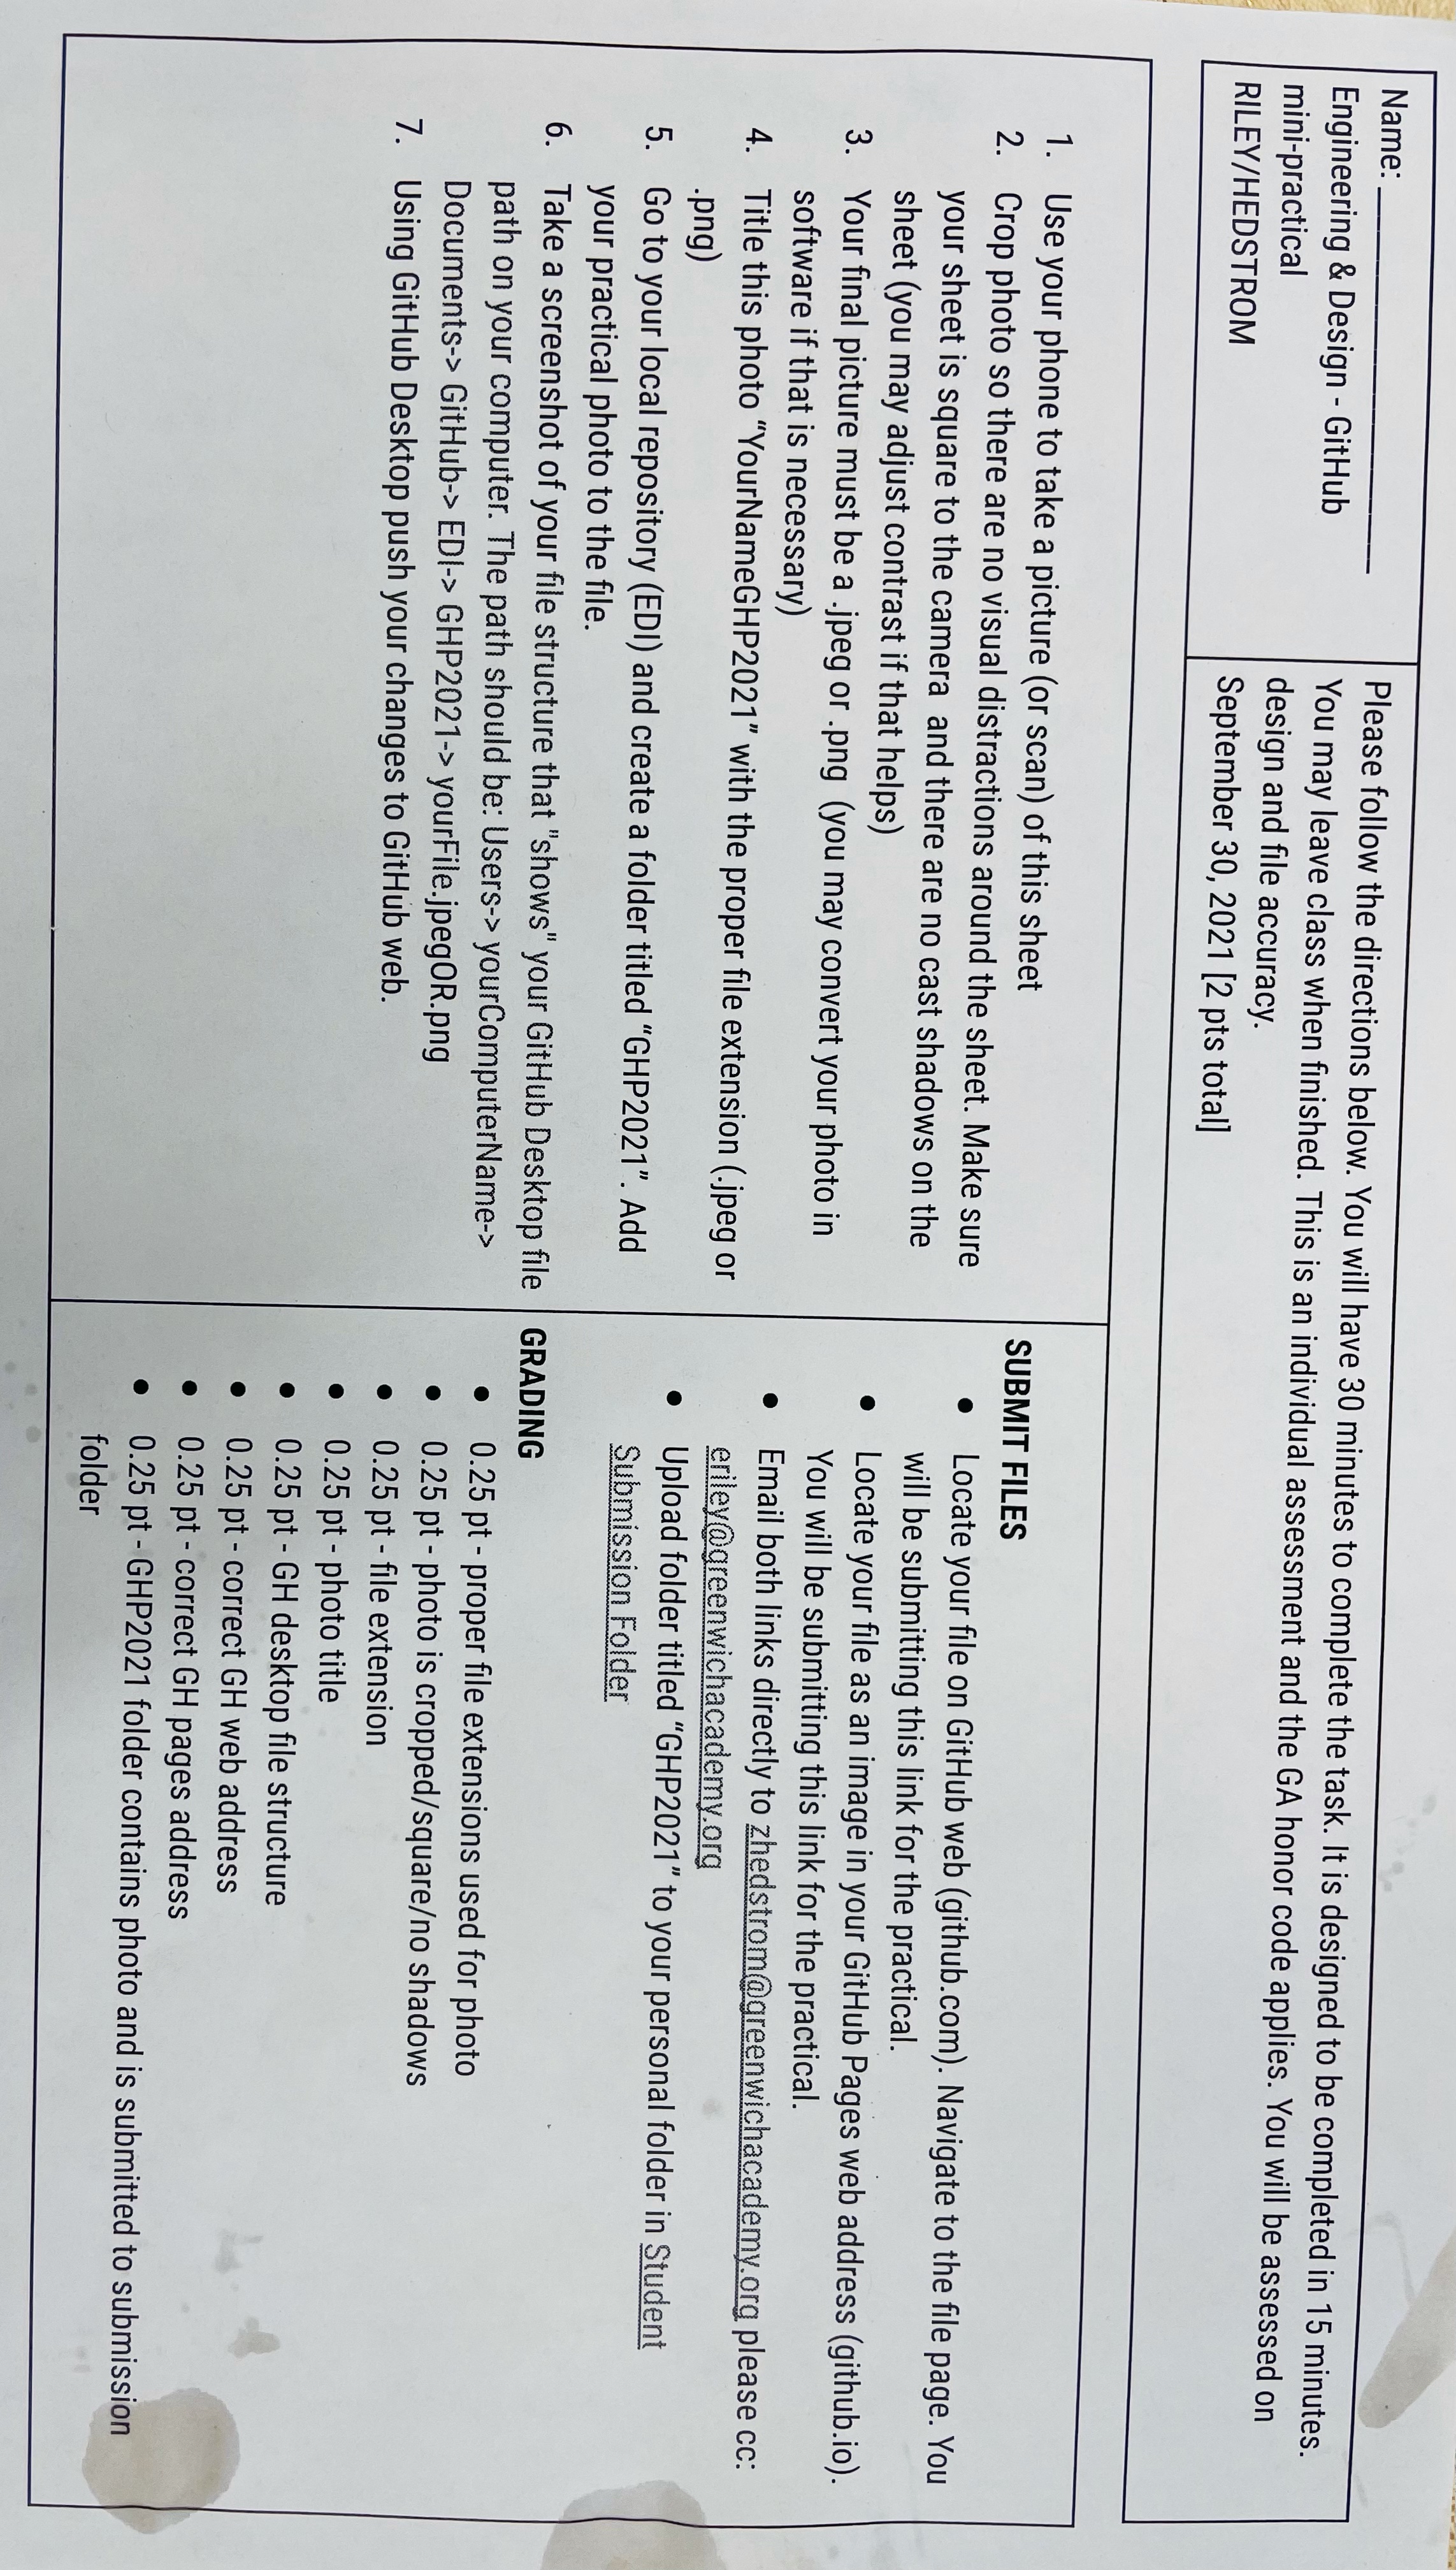 Name:
Engineering & Design - GitHub
mini-practical
RILEY/HEDSTROM
Please follow the directions below. You will have 30 minutes to complete the task. It is designed to be completed in 15 minutes.
You may leave class when finished. This is an individual assessment and the GA honor code applies. You will be assessed on
design and file accuracy.
September 30, 2021 [2 pts total]
1. Use your phone to take a picture (or scan) of this sheet
2. Crop photo so there are no visual distractions around the sheet. Make sure
your sheet is square to the camera and there are no cast shadows on the
sheet (you may adjust contrast if that helps)
3. Your final picture must be a .jpeg or .png (you may convert your photo in
software if that is necessary)
4. Title this photo “YourNameGHP2021” with the proper file extension (.jpeg or
.png)
5. Go to your local repository (EDI) and create a folder titled “GHP2021”. Add
your practical photo to the file.
6. Take a screenshot of your file structure that "shows" your GitHub Desktop file
path on your computer. The path should be: Users-> yourComputerName->
Documents-> GitHub-> EDI-> GHP2021-> yourFile.jpegOR.png
7. Using GitHub Desktop push your changes to GitHub web.
SUBMIT FILES
● Locate your file on GitHub web (github.com). Navigate to the file page. You
will be submitting this link for the practical.
● Locate your file as an image in your GitHub Pages web address (github.io).
You will be submitting this link for the practical.
● Email both links directly to zhedstrom@greenwichacademy.org please cc:
eriley@greenwichacademy.org
● Upload folder titled “GHP2021” to your personal folder in Student
Submission Folder
GRADING
● 0.25 pt - proper file extensions used for photo
● 0.25 pt - photo is cropped/square/no shadows
● 0.25 pt - file extension
● 0.25 pt - photo title
● 0.25 pt - GH desktop file structure
● 0.25 pt - correct GH web address
● 0.25 pt - correct GH pages address
● 0.25 pt - GHP2021 folder contains photo and is submitted to submission
folder